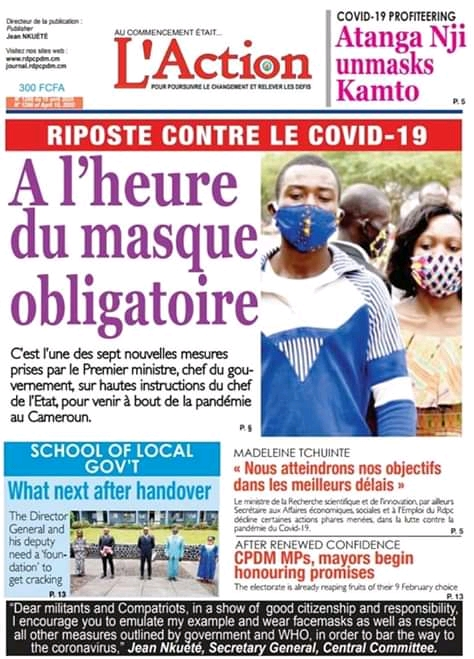 Directeur de la publication :
Publisher
Jean NKUÉTÉ
Visitez nos sites web :
www.rdpcpdm.cm
journal.rdpcpdm.cm
300 FCFA
AU COMMENCEMENT ÉTAIT...
L'Action
POUR POURSUIVRE LE CHANGEMENT ET RELEVER LES DEFIS
COVID-19 PROFITEERING
Atanga Nji
unmasks
Kamto
P. 5
RIPOSTE CONTRE LE COVID-19
A l'heure
du masque
obligatoire
C'est l'une des sept nouvelles mesures
prises par le Premier ministre, chef du gou-
vernement, sur hautes instructions du chef
de l'Etat, pour venir à bout de la pandémie
au Cameroun.
P. 5
SCHOOL OF LOCAL
GOV'T
What next after handover
The Director
General and
his deputy
need a 'foun-
dation' to
get cracking
P. 13
MADELEINE TCHUINTE
« Nous atteindrons nos objectifs
dans les meilleurs délais »
Le ministre de la Recherche scientifique et de l'innovation, par ailleurs
Secrétaire aux Affaires économiques, sociales et à l'Emploi du Rdpc
décline certaines actions phares menées, dans la lutte contre la
pandémie du Covid-19.
P. 5
AFTER RENEWED CONFIDENCE
CPDM MPs, mayors begin
honouring promises
The electorate is already reaping fruits of their 9 February choice
P. 13
"Dear militants and Compatriots, in a show of good citizenship and responsibility,
I encourage you to emulate my example and wear facemasks as well as respect
all other measures outlined by government and WHO, in order to bar the way to
the coronavirus," Jean Nkuété, Secretary General, Central Committee.